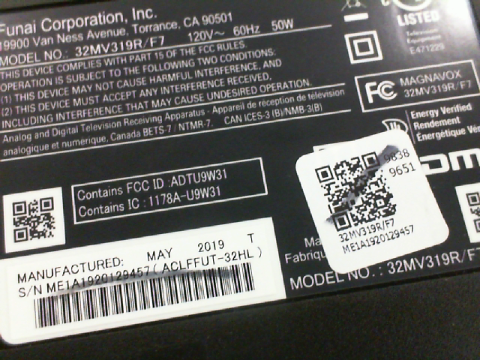 Funai Corporation, Inc.
19900 Van Ness Avenue, Torrance, CA 90501
MODEL NO.: 32MV319R/F7 120V~ 60Hz 50W
THIS DEVICE COMPLIES WITH PART 15 OF THE FCC RULES.
OPERATION IS SUBJECT TO THE FOLLOWING TWO CONDITIONS:
(1) THIS DEVICE MAY NOT CAUSE HARMFUL INTERFERENCE, AND
(2) THIS DEVICE MUST ACCEPT ANY INTERFERENCE RECEIVED,
INCLUDING INTERFERENCE THAT MAY CAUSE UNDESIRED OPERATION.
Analog and Digital Television Receiving Apparatus - Appareil de réception de télévision
analogique et numérique, Canada BETS-7 / NTMR-7, CAN ICES-3 (B)/NMB-3(B)
LISTED
E471229
FC MAGNAVOX
32MV319R/F7
Energy Verified
Rendement
Énergétique
Contains FCC ID :ADTU9W31
Contains IC : 1178A-U9W31
9638
9651
32MV319R/F7
ME1A1920129457
MANUFACTURED: MAY 2019 T
S/N ME1A1920129457(ACLFFUT-32HL)
MODEL NO.: 32MV319R/F7